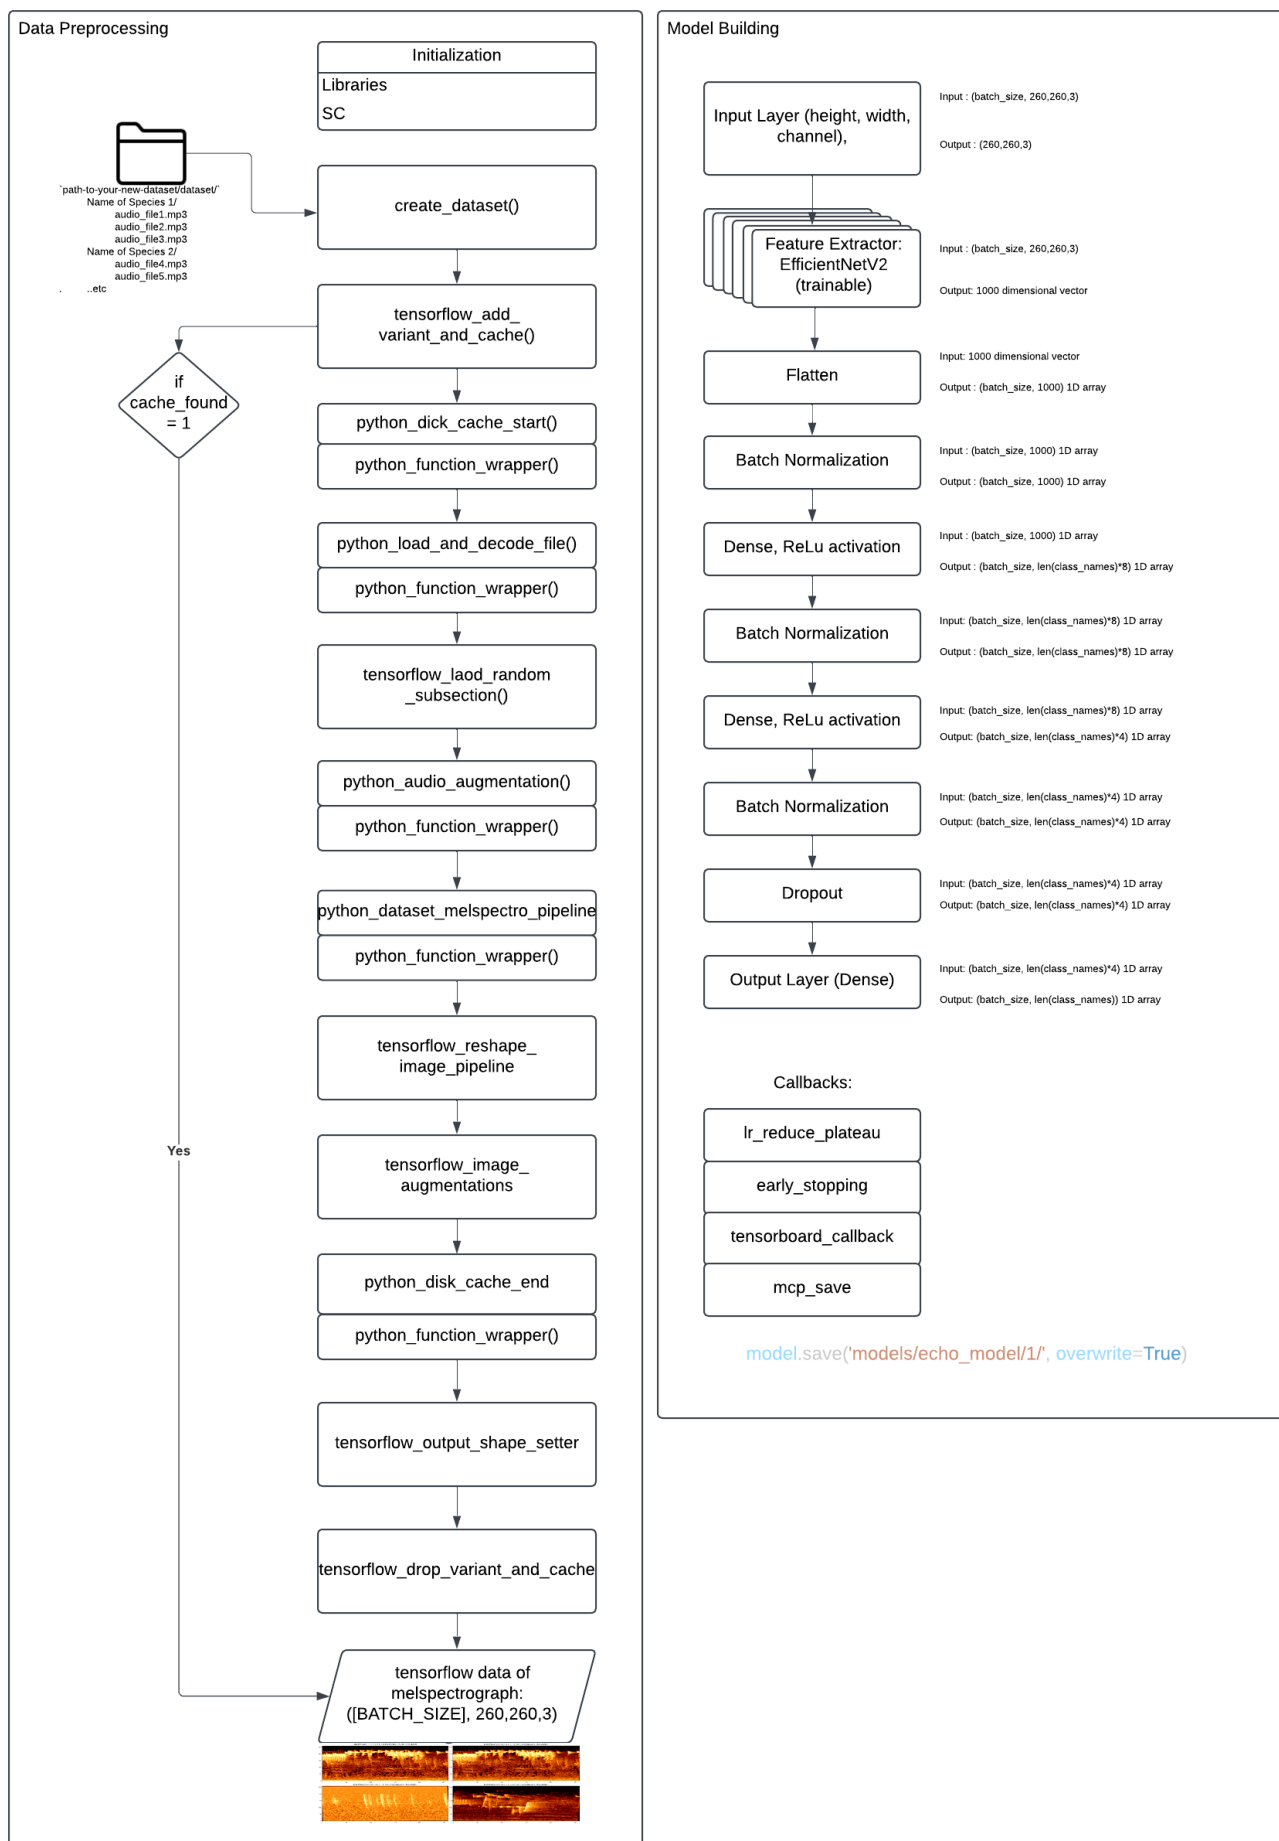 Data Preprocessing
Initialization
Libraries
SC
`path-to-your-new-dataset/dataset/`
Name of Species 1/
audio_file1.mp3
audio_file2.mp3
audio_file3.mp3
Name of Species 2/
audio_file4.mp3
audio_file5.mp3
. ..etc
create_dataset()
tensorflow_add_
variant_and_cache()
if
cache_found
= 1
python_dick_cache_start()
python_function_wrapper()
python_load_and_decode_file()
python_function_wrapper()
tensorflow_laod_random
_subsection()
python_audio_augmentation()
python_function_wrapper()
python_dataset_melspectro_pipeline
python_function_wrapper()
tensorflow_reshape_
image_pipeline
Yes
tensorflow_image_
augmentations
python_disk_cache_end
python_function_wrapper()
tensorflow_output_shape_setter
tensorflow_drop_variant_and_cache
tensorflow data of
melspectrograph:
([BATCH_SIZE], 260,260,3)
Model Building
Input Layer (height, width,
channel),
Input : (batch_size, 260,260,3)
Output : (260,260,3)
Feature Extractor:
EfficientNetV2
(trainable)
Input : (batch_size, 260,260,3)
Output: 1000 dimensional vector
Flatten
Input: 1000 dimensional vector
Output : (batch_size, 1000) 1D array
Batch Normalization
Input : (batch_size, 1000) 1D array
Output : (batch_size, 1000) 1D array
Dense, ReLu activation
Input : (batch_size, 1000) 1D array
Output : (batch_size, len(class_names)*8) 1D array
Batch Normalization
Input: (batch_size, len(class_names)*8) 1D array
Output : (batch_size, len(class_names)*8) 1D array
Dense, ReLu activation
Input: (batch_size, len(class_names)*8) 1D array
Output: (batch_size, len(class_names)*4) 1D array
Batch Normalization
Input: (batch_size, len(class_names)*4) 1D array
Output: (batch_size, len(class_names)*4) 1D array
Dropout
Input: (batch_size, len(class_names)*4) 1D array
Output: (batch_size, len(class_names)*4) 1D array
Output Layer (Dense)
Input: (batch_size, len(class_names)*4) 1D array
Output: (batch_size, len(class_names)) 1D array
Callbacks:
lr_reduce_plateau
early_stopping
tensorboard_callback
mcp_save
model.save('models/echo_model/1/', overwrite=True)